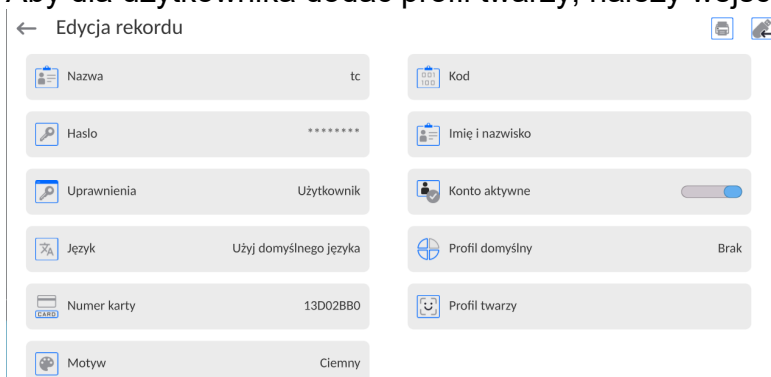 Aby dla użytkownika dodać profil twarzy, należy wejść
Edycja rekordu
Nazwa tc
Kod
Hasło ********
Imię i nazwisko
Uprawnienia Użytkownik
Konto aktywne
Język Użyj domyślnego języka
Profil domyślny Brak
Numer karty 13D02BB0
Profil twarzy
Motyw Ciemny